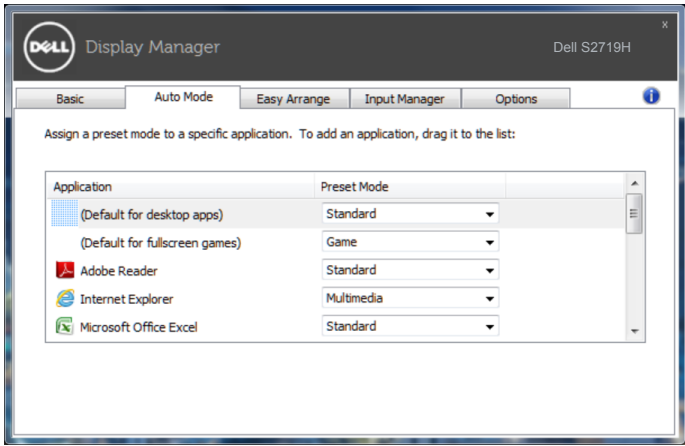 x
DELL Display Manager Dell S2719H
Basic Auto Mode Easy Arrange Input Manager Options i
Assign a preset mode to a specific application. To add an application, drag it to the list:
Application Preset Mode
(Default for desktop apps) Standard
(Default for fullscreen games) Game
Adobe Reader Standard
Internet Explorer Multimedia
Microsoft Office Excel Standard